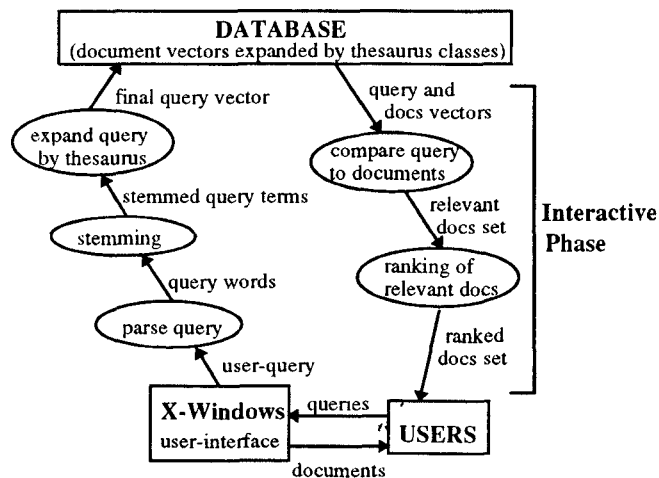 DATABASE
(document vectors expanded by thesaurus classes)
final query vector
query and
docs vectors
expand query
by thesaurus
compare query
to documents
stemmed query terms
relevant
docs set
Interactive
Phase
stemming
ranking of
relevant docs
query words
parse query
ranked
docs set
user-query
X-Windows
user-interface
queries
USERS
documents